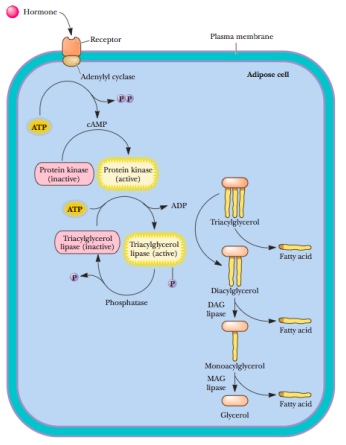 Hormone
Receptor
Plasma membrane
Adenylyl cyclase
Adipose cell
P P
ATP
cAMP
Protein kinase
(inactive)
Protein kinase
(active)
ATP
ADP
Triacylglycerol
lipase (inactive)
Triacylglycerol
lipase (active)
P
P
Phosphatase
Triacylglycerol
Fatty acid
Diacylglycerol
DAG
lipase
Fatty acid
Monoacylglycerol
MAG
lipase
Fatty acid
Glycerol